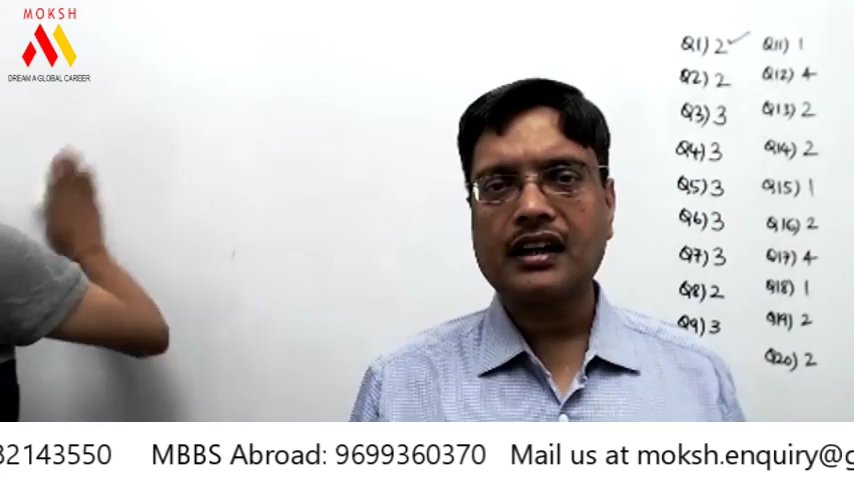 MOKSH
DREAM A GLOBAL CAREER
Q1) 2 ✓
Q2) 2
Q3) 3
Q4) 3
Q5) 3
Q6) 3
Q7) 3
Q8) 2
Q9) 3
Q11) 1
Q12) 4
Q13) 2
Q14) 2
Q15) 1
Q16) 2
Q17) 4
Q18) 1
Q19) 2
Q20) 2
32143550 MBBS Abroad: 9699360370 Mail us at moksh.enquiry@g